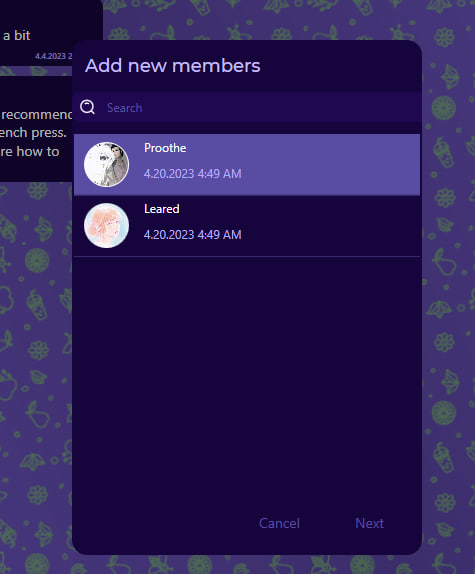 a bit
4.4.2023 2
Add new members
recommend
ench press.
re how to
Search
Proothe
4.20.2023 4:49 AM
Leared
4.20.2023 4:49 AM
Cancel
Next